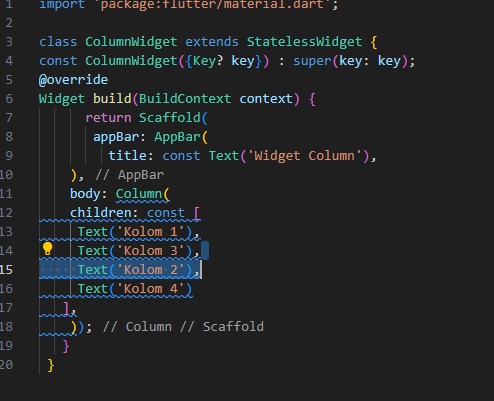 1 import 'package:flutter/material.dart';
2
3 class ColumnWidget extends StatelessWidget {
4 const ColumnWidget({Key? key}) : super(key: key);
5 @override
6 Widget build(BuildContext context) {
7 return Scaffold(
8 appBar: AppBar(
9 title: const Text('Widget Column'),
10 ), // AppBar
11 body: Column(
12 children: const [
13 Text('Kolom 1'),
14 Text('Kolom 3'),
15 Text('Kolom 2'),
16 Text('Kolom 4')
17 ],
18 )); // Column // Scaffold
19 }
20 }